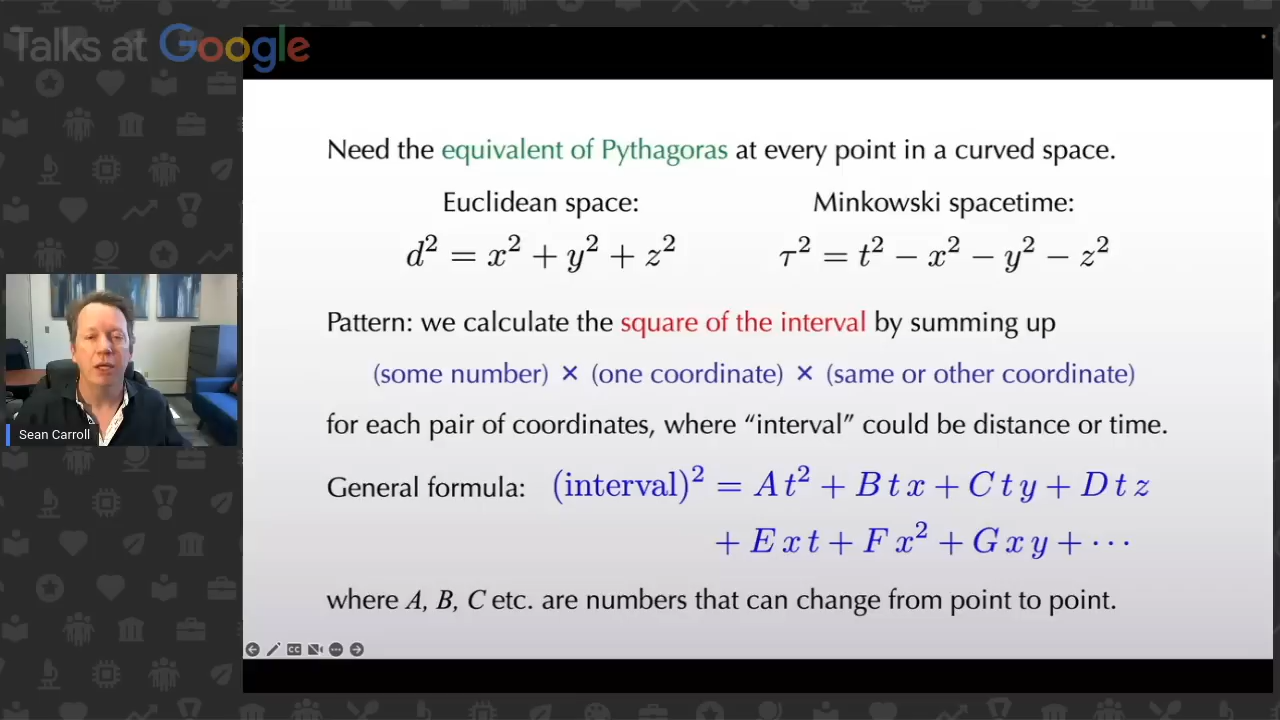 Talks at Google
Need the equivalent of Pythagoras at every point in a curved space.
Euclidean space:
Minkowski spacetime:
d² = x² + y² + z²
τ² = t² − x² − y² − z²
Pattern: we calculate the square of the interval by summing up
(some number) × (one coordinate) × (same or other coordinate)
for each pair of coordinates, where “interval” could be distance or time.
General formula: (interval)² = A t² + B t x + C t y + D t z
+ E x t + F x² + G x y + ⋯
where A, B, C etc. are numbers that can change from point to point.
Sean Carroll
CC